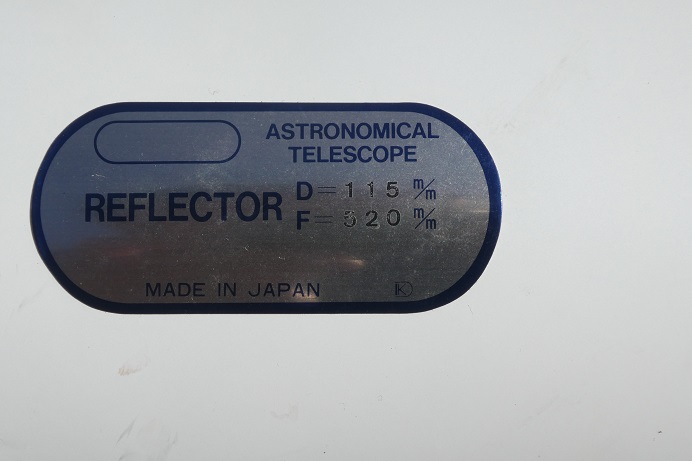 ASTRONOMICAL
TELESCOPE
REFLECTOR
D=115 m/m
F=520 m/m
MADE IN JAPAN